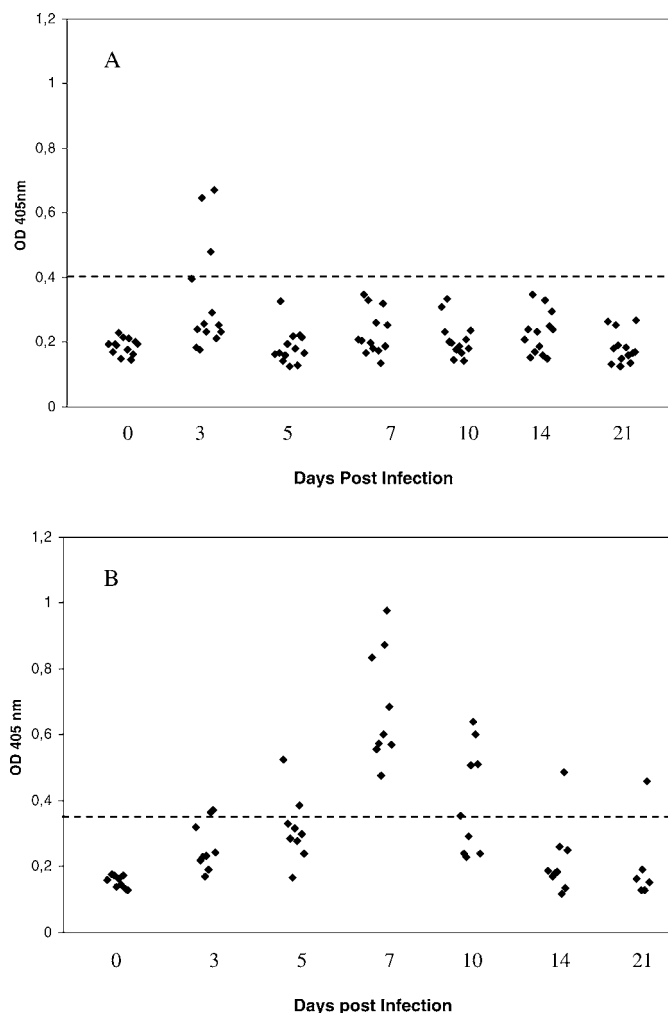 1,2
A
1
0,8
OD 405nm
0,6
0,4
0,2
0
0 3 5 7 10 14 21
Days Post Infection
1,2
B
1
0,8
OD 405 nm
0,6
0,4
0,2
0
0 3 5 7 10 14 21
Days post Infection